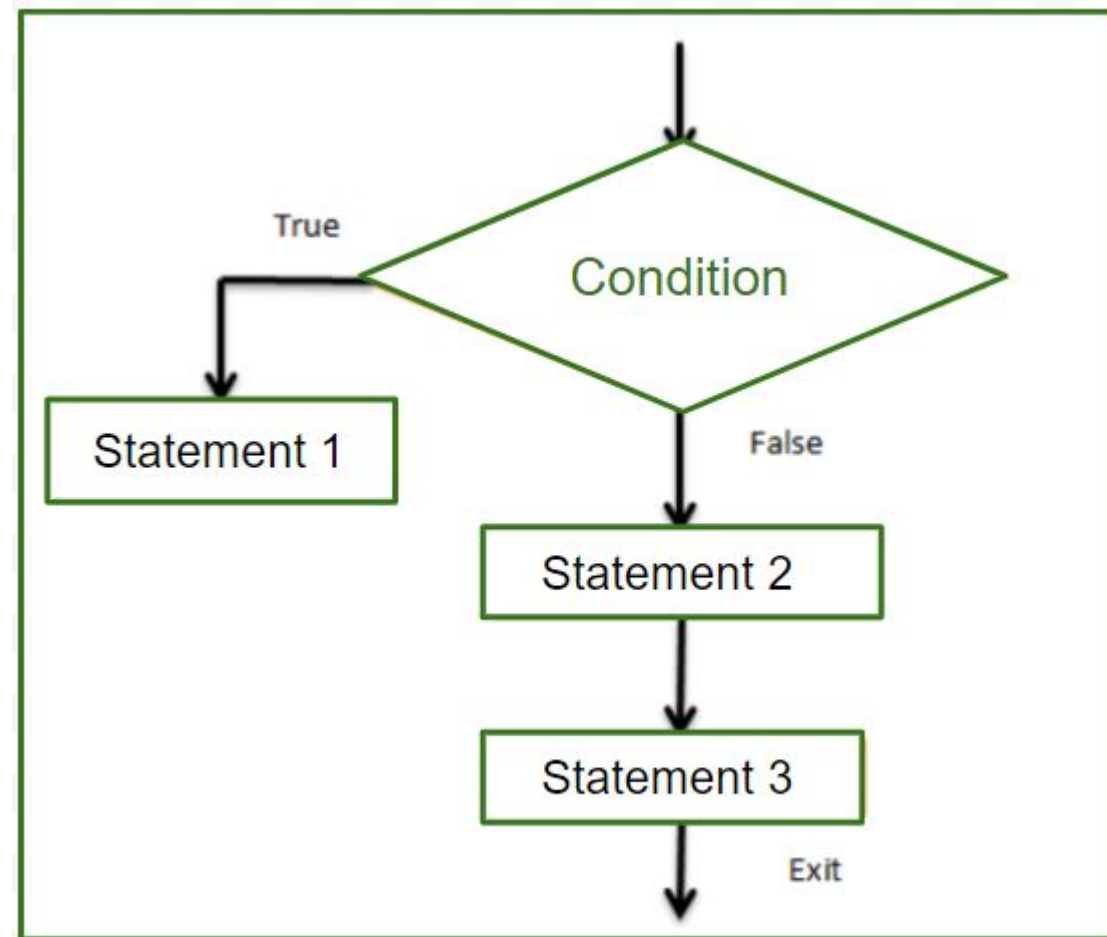 True
Condition
Statement 1
False
Statement 2
Statement 3
Exit